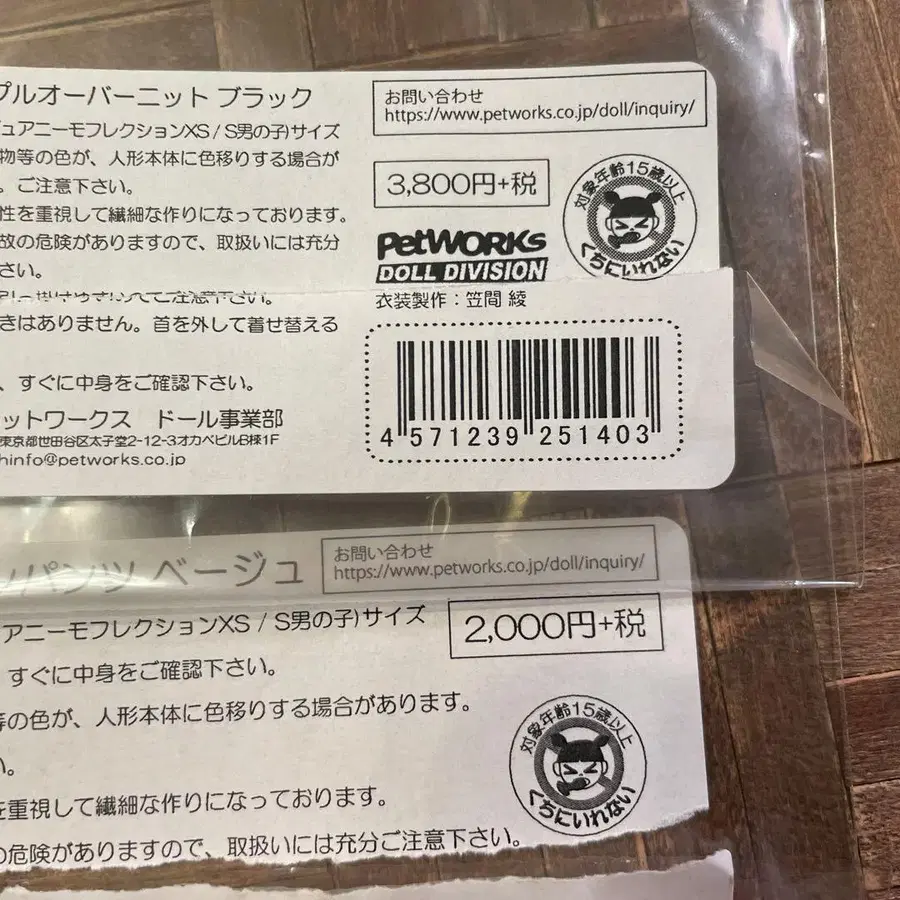 プルオーバーニット ブラック
ュアニーモフレクションXS / S男の子)サイズ
物等の色が、人形本体に色移りする場合が
。ご注意下さい。
性を重視して繊細な作りになっております。
故の危険がありますので、取扱いには充分
さい。
てご注意下さい。
きはありません。首を外して着せ替える
、すぐに中身をご確認下さい。
ットワークス ドール事業部
東京都世田谷区太子堂2-12-3オカベビルB棟1F
hinfo@petworks.co.jp
お問い合わせ
https://www.petworks.co.jp/doll/inquiry/
3,800円+税
対象年齢15歳以上
くちにいれない
PetWORKs
DOLL DIVISION
衣装製作：笠間 綾
4 571239 251403
パンツ ベージュ
お問い合わせ
https://www.petworks.co.jp/doll/inquiry/
ュアニーモフレクションXS / S男の子)サイズ
2,000円+税
すぐに中身をご確認下さい。
等の色が、人形本体に色移りする場合があります。
い。
を重視して繊細な作りになっております。
の危険がありますので、取扱いには充分ご注意下さい。
対象年齢15歳以上
くちにいれない